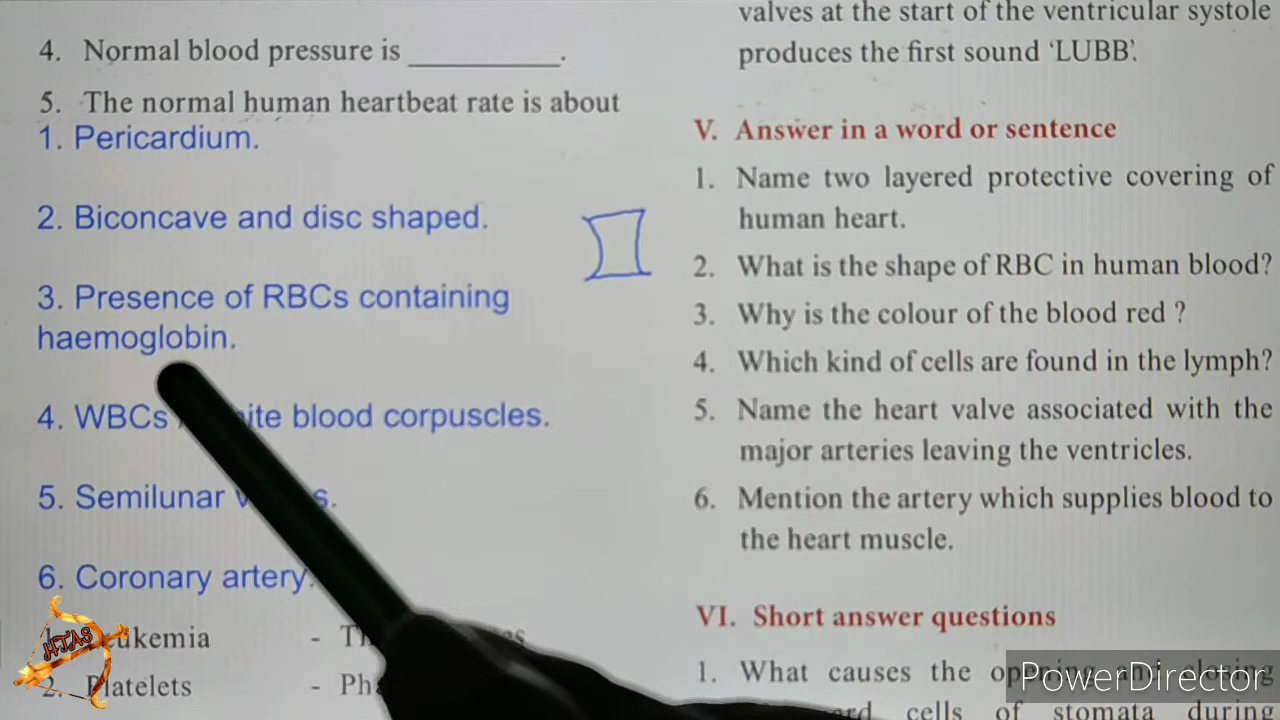 4. Normal blood pressure is __________.
5. The normal human heartbeat rate is about
1. Pericardium.
2. Biconcave and disc shaped.
3. Presence of RBCs containing
haemoglobin.
4. WBCs blood corpuscles.
5. Semilunar
6. Coronary artery.
HTAS
- 
2. Platelets -
valves at the start of the ventricular systole
produces the first sound ‘LUBB’.
V. Answer in a word or sentence
1. Name two layered protective covering of
human heart.
2. What is the shape of RBC in human blood?
3. Why is the colour of the blood red ?
4. Which kind of cells are found in the lymph?
5. Name the heart valve associated with the
major arteries leaving the ventricles.
6. Mention the artery which supplies blood to
the heart muscle.
VI. Short answer questions
1. What causes the opening and closing
cells of stomata during
PowerDirector